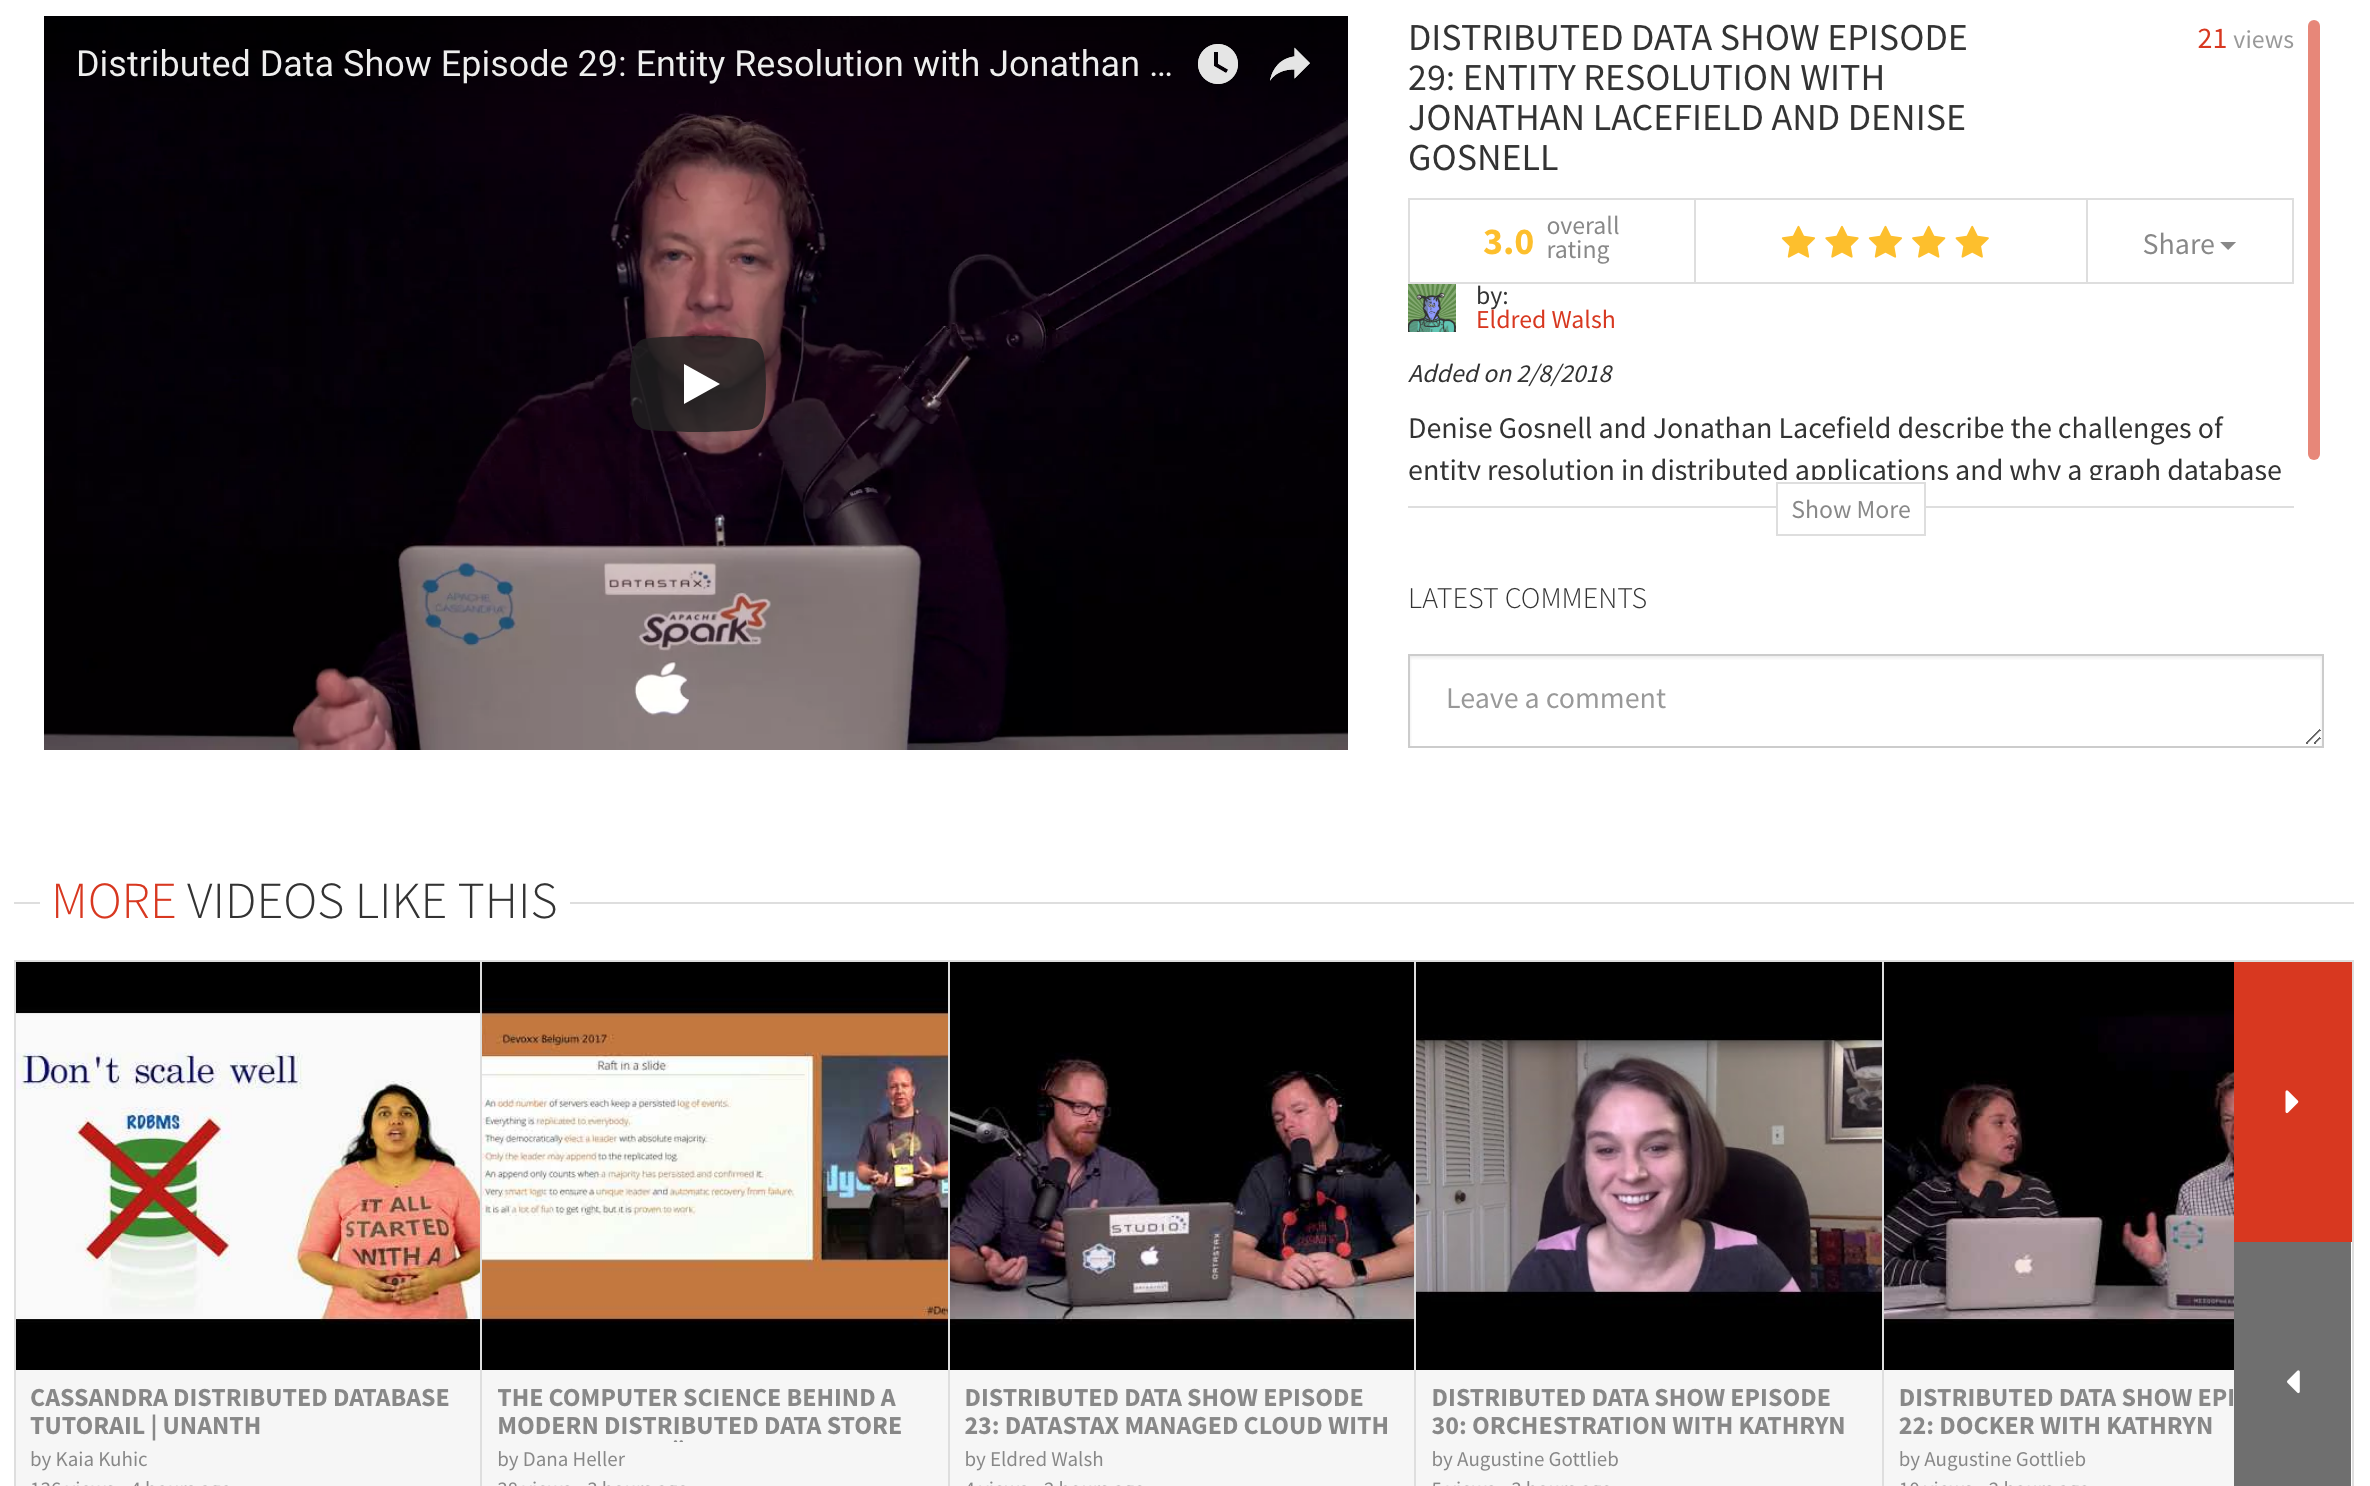 Distributed Data Show Episode 29: Entity Resolution with Jonathan ...
APACHE
CASSANDRA
DATASTAX
APACHE
Spark
DISTRIBUTED DATA SHOW EPISODE
29: ENTITY RESOLUTION WITH
JONATHAN LACEFIELD AND DENISE
GOSNELL
21 views
3.0 overall
rating
Share
by:
Eldred Walsh
Added on 2/8/2018
Denise Gosnell and Jonathan Lacefield describe the challenges of
entity resolution in distributed applications and why a graph database
Show More
LATEST COMMENTS
Leave a comment
MORE VIDEOS LIKE THIS
Don't scale well
RDBMS
IT ALL
STARTED
WITH A
CASSANDRA DISTRIBUTED DATABASE
TUTORAIL | UNANTH
by Kaia Kuhic
Devoxx Belgium 2017
Raft in a slide
An odd number of servers each keep a persisted log of events.
Everything is replicated to everybody.
They democratically elect a leader with absolute majority.
Only the leader may append to the replicated log.
An append only counts when a majority has persisted and confirmed it.
Very smart logic to ensure a unique leader and automatic recovery from failure.
It is all a lot of fun to get right, but it is proven to work.
#De
THE COMPUTER SCIENCE BEHIND A
MODERN DISTRIBUTED DATA STORE
by Dana Heller
STUDIO
DATASTAX
DISTRIBUTED DATA SHOW EPISODE
23: DATASTAX MANAGED CLOUD WITH
by Eldred Walsh
DISTRIBUTED DATA SHOW EPISODE
30: ORCHESTRATION WITH KATHRYN
by Augustine Gottlieb
DISTRIBUTED DATA SHOW EPI
22: DOCKER WITH KATHRYN
by Augustine Gottlieb